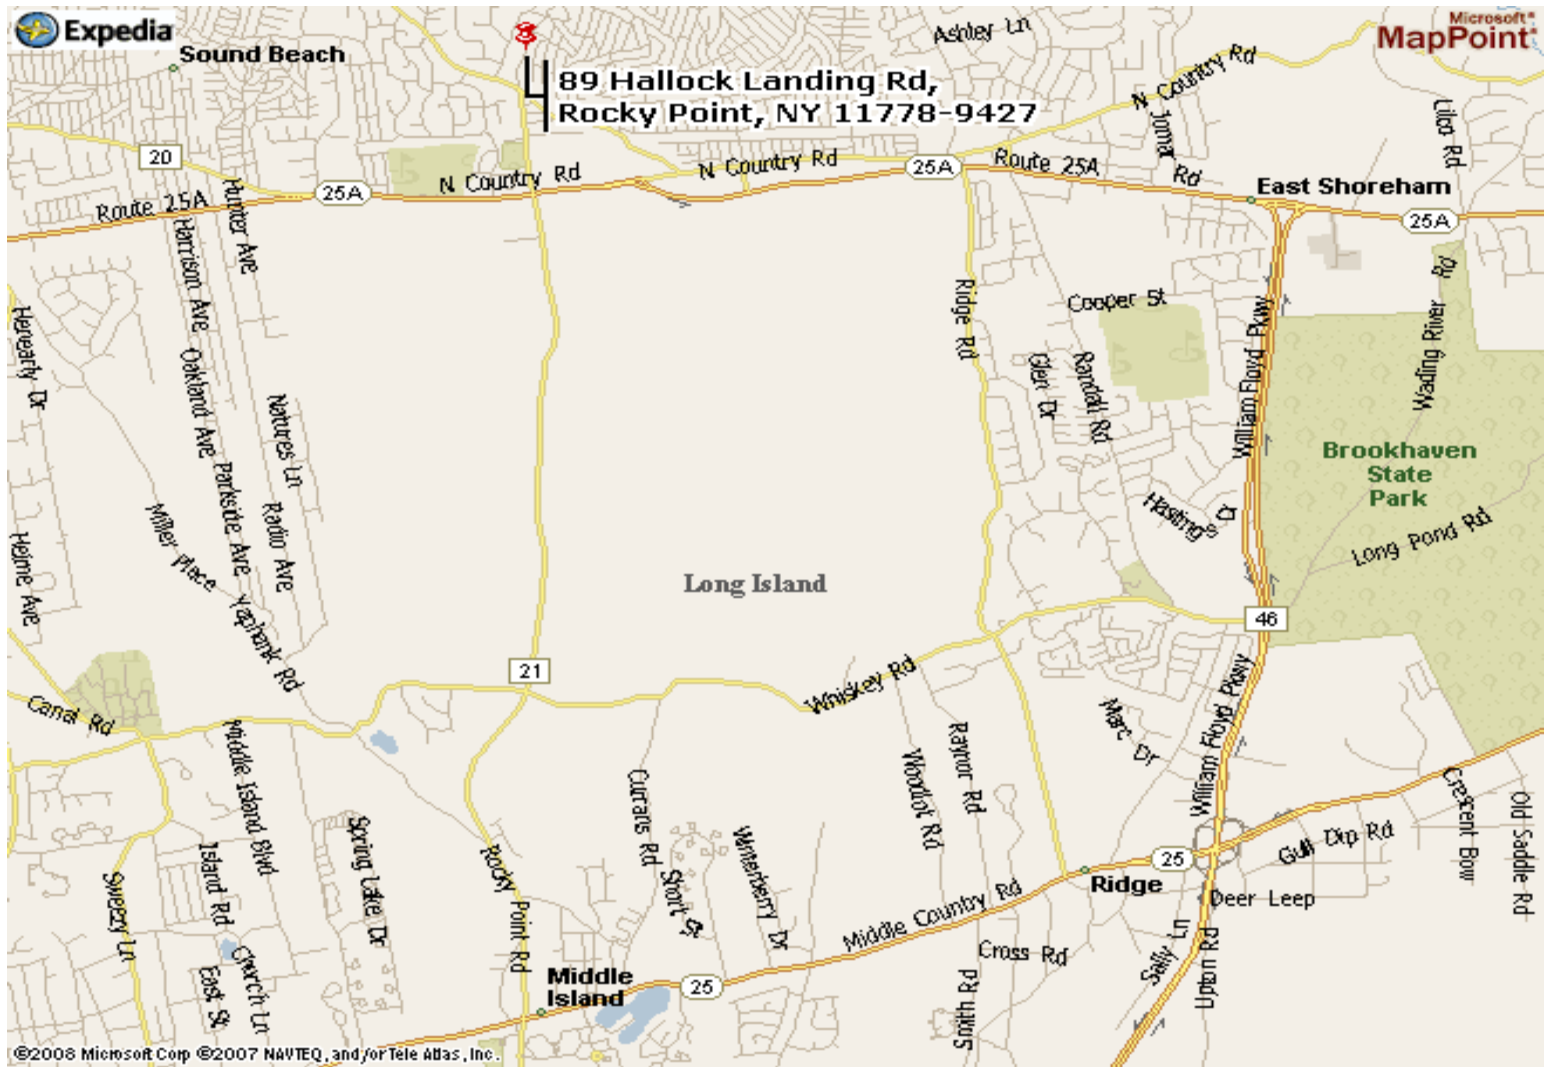 Expedia
Microsoft®
MapPoint®
Sound Beach
Ashley Ln
89 Hallock Landing Rd,
Rocky Point, NY 11778-9427
N Country Rd
20
Route 25A
25A
N Country Rd
N Country Rd
25A
Route 25A
Jomar Rd
Lilco Rd
East Shoreham
25A
Hunter Ave
Harrison Ave
Oakland Ave
Parkside Ave
Natures Ln
Radio Ave
Miller Place Yaphank Rd
Helme Ave
Ridge Rd
Cooper St
Glen Dr
Randall Rd
William Floyd Pkwy
Wading River Rd
Brookhaven
State
Park
Hastings Ct
Long Pond Rd
Long Island
46
21
Whiskey Rd
Canal Rd
Middle Island Blvd
Currans Rd
Woodlot Rd
Raynor Rd
Marc Dr
William Floyd Pkwy
Crescent Bow
Old Saddle Rd
Spring Lake Dr
Rocky Point Rd
Short St
Winterberry Dr
25
Gull Dip Rd
Ridge
Deer Leep
Sweezy Ln
Island Rd
Church Ln
East St
Middle Country Rd
Cross Rd
Sally Ln
Upton Rd
Smith Rd
Middle
Island
25
©2008 Microsoft Corp ©2007 NAVTEQ, and/or Tele Atlas, Inc.